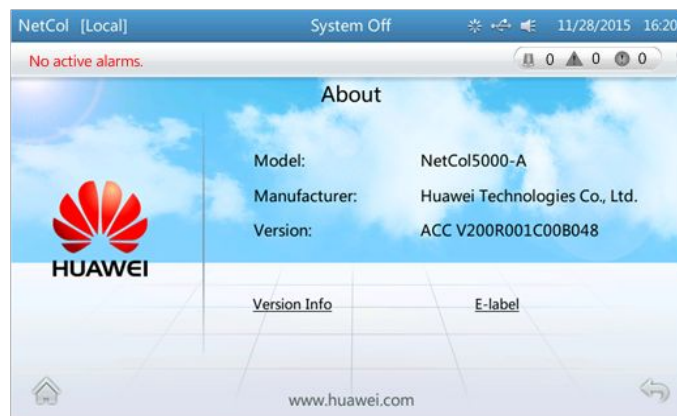 NetCol [Local] System Off 11/28/2015 16:20
No active alarms. 0 0 0
About
Model: NetCol5000-A
Manufacturer: Huawei Technologies Co., Ltd.
Version: ACC V200R001C00B048
HUAWEI
Version Info E-label
www.huawei.com